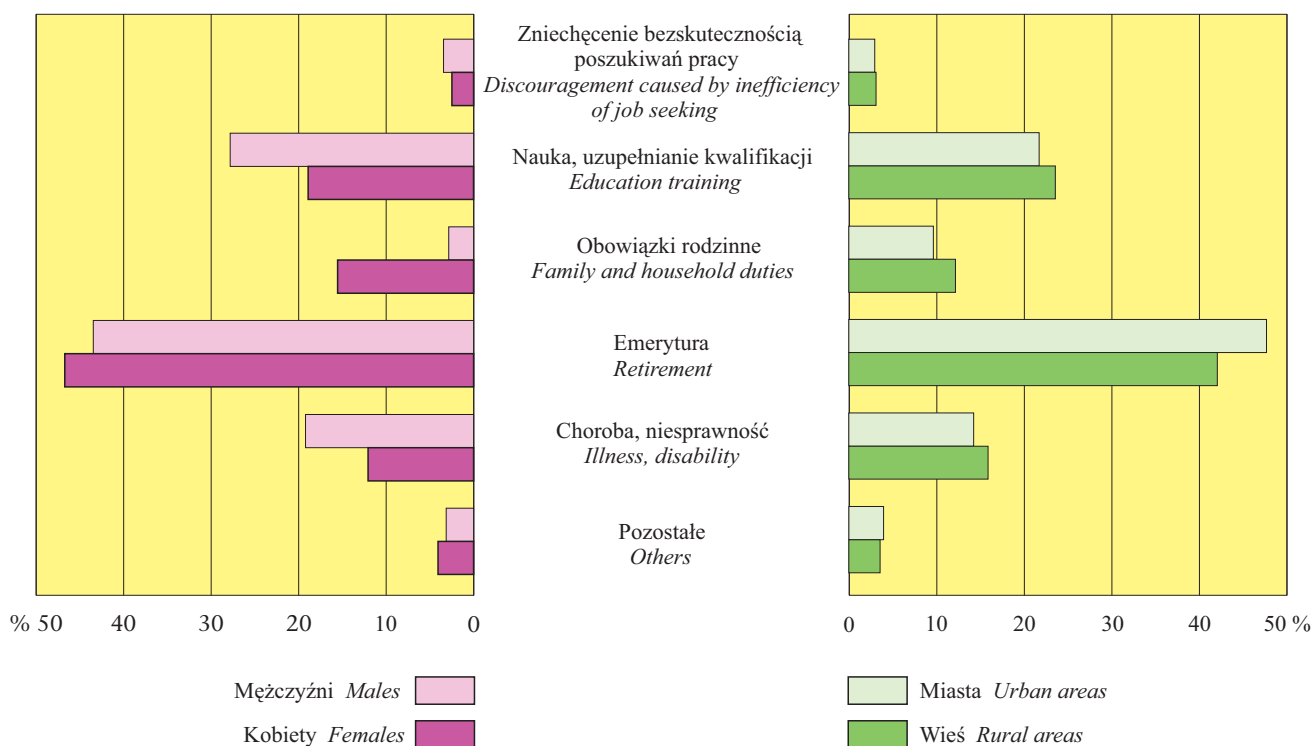 Zniechęcenie bezskutecznością
poszukiwań pracy
Discouragement caused by inefficiency
of job seeking
Nauka, uzupełnianie kwalifikacji
Education training
Obowiązki rodzinne
Family and household duties
Emerytura
Retirement
Choroba, niesprawność
Illness, disability
Pozostałe
Others
% 50 40 30 20 10 0
0 10 20 30 40 50 %
Mężczyźni Males
Kobiety Females
Miasta Urban areas
Wieś Rural areas